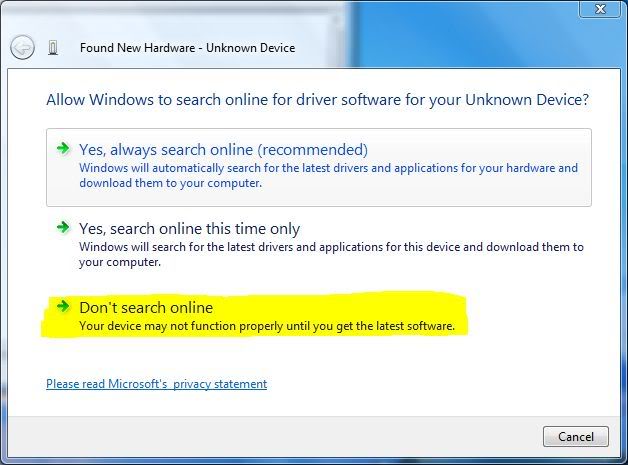 Found New Hardware - Unknown Device
Allow Windows to search online for driver software for your Unknown Device?
Yes, always search online (recommended)
Windows will automatically search for the latest drivers and applications for your hardware and
download them to your computer.
Yes, search online this time only
Windows will search for the latest drivers and applications for this device and download them to
your computer.
Don't search online
Your device may not function properly until you get the latest software.
Please read Microsoft's  privacy statement
Cancel